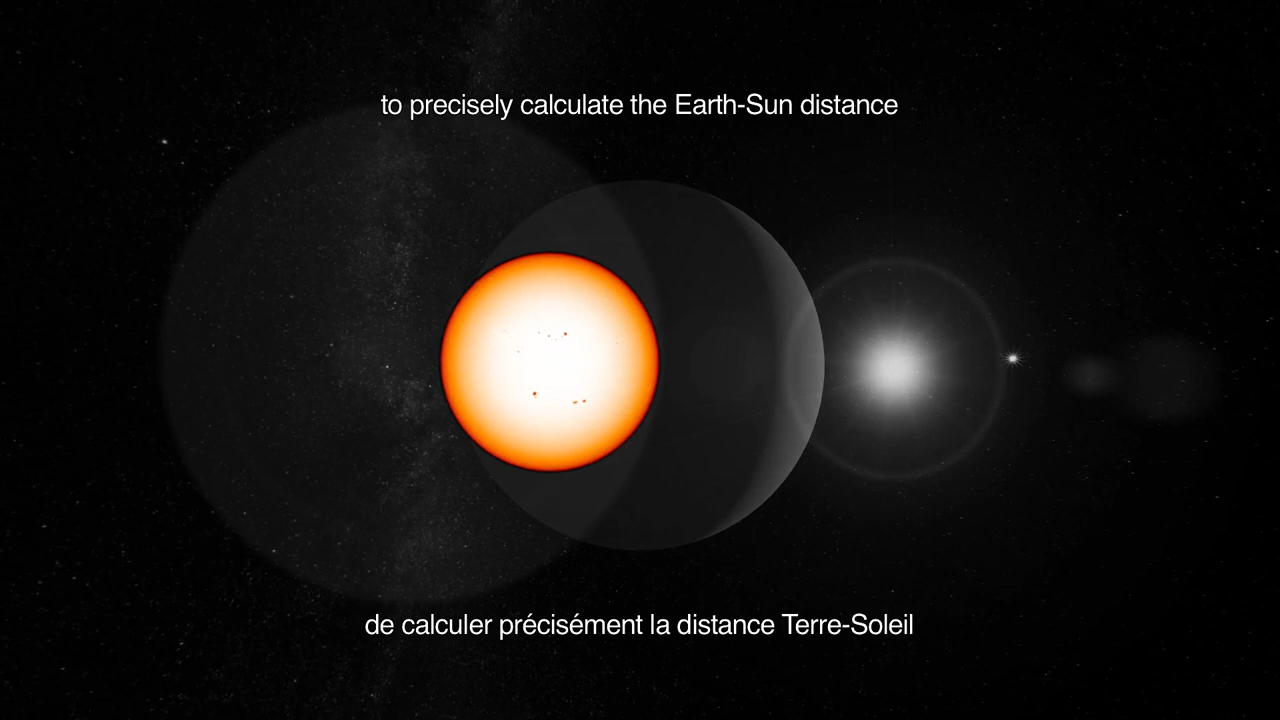 to precisely calculate the Earth-Sun distance
de calculer précisément la distance Terre-Soleil